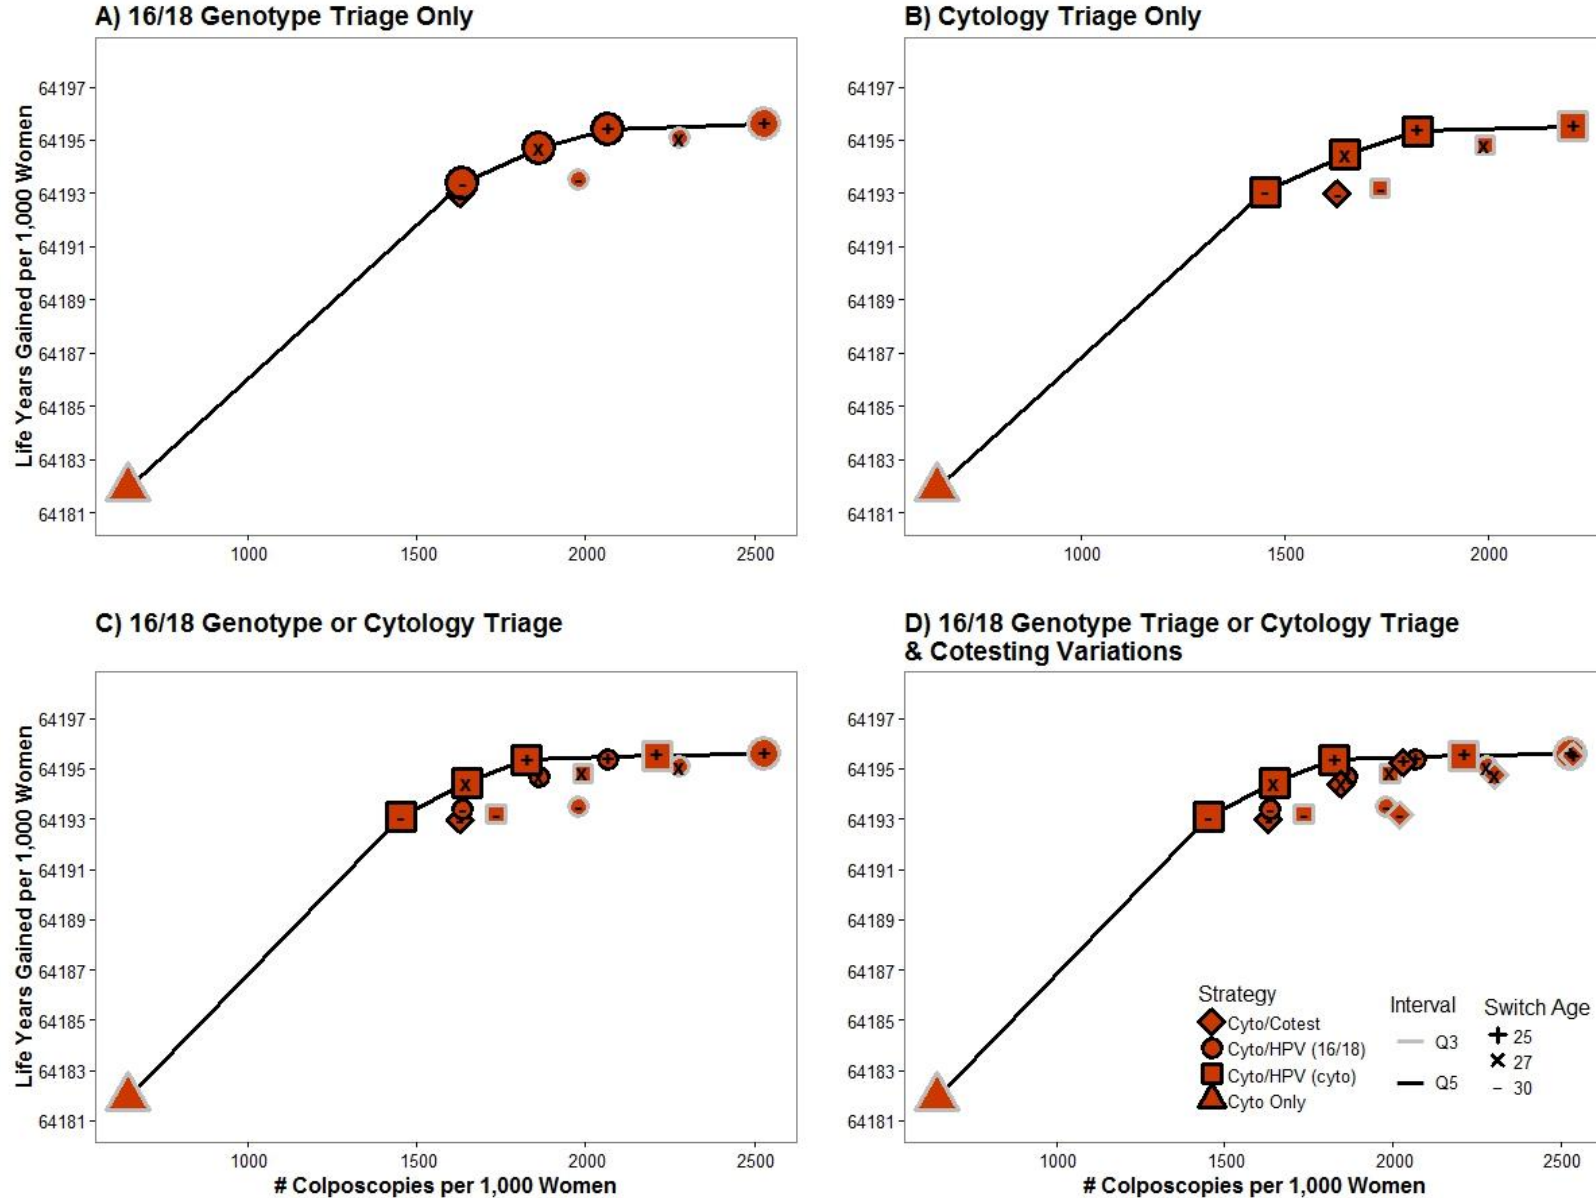 A) 16/18 Genotype Triage Only
Life Years Gained per 1,000 Women
64197
64195
64193
64191
64189
64187
64185
64183
64181
1000 1500 2000 2500
B) Cytology Triage Only
64197
64195
64193
64191
64189
64187
64185
64183
64181
1000 1500 2000
C) 16/18 Genotype or Cytology Triage
Life Years Gained per 1,000 Women
64197
64195
64193
64191
64189
64187
64185
64183
64181
1000 1500 2000 2500
# Colposcopies per 1,000 Women
D) 16/18 Genotype Triage or Cytology Triage
& Cotesting Variations
64197
64195
64193
64191
64189
64187
64185
64183
64181
Strategy
Cyto/Cotest
Cyto/HPV (16/18)
Cyto/HPV (cyto)
Cyto Only
Interval
Q3
Q5
Switch Age
25
27
30
1000 1500 2000 2500
# Colposcopies per 1,000 Women